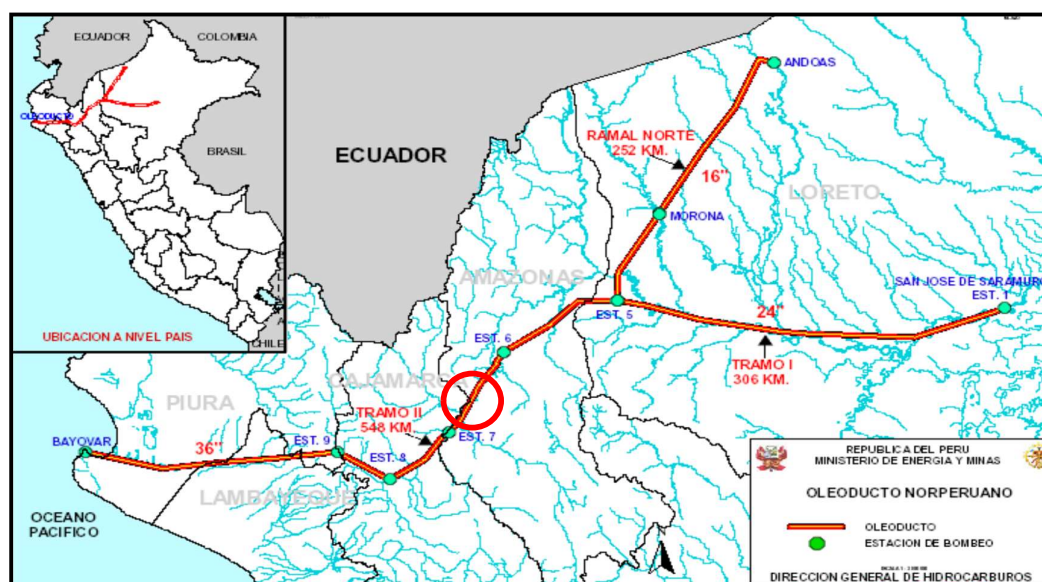 ECUADOR
COLOMBIA
OLEODUCTO
BRASIL
CHILE
UBICACION A NIVEL PAIS
ECUADOR
ANDOAS
RAMAL NORTE
252 KM.
16"
LORETO
MORONA
AMAZONAS
SAN JOSE DE SARAMURO
EST. 1
EST. 5
24"
TRAMO I
306 KM.
EST. 6
CAJAMARCA
PIURA
TRAMO II
548 KM.
EST. 7
BAYOVAR
36"
EST. 9
EST. 8
LAMBAYEQUE
OCEANO
PACIFICO
REPUBLICA DEL PERU
MINISTERIO DE ENERGIA Y MINAS
OLEODUCTO NORPERUANO
OLEODUCTO
ESTACION DE BOMBEO
DIRECCION GENERAL DE HIDROCARBUROS